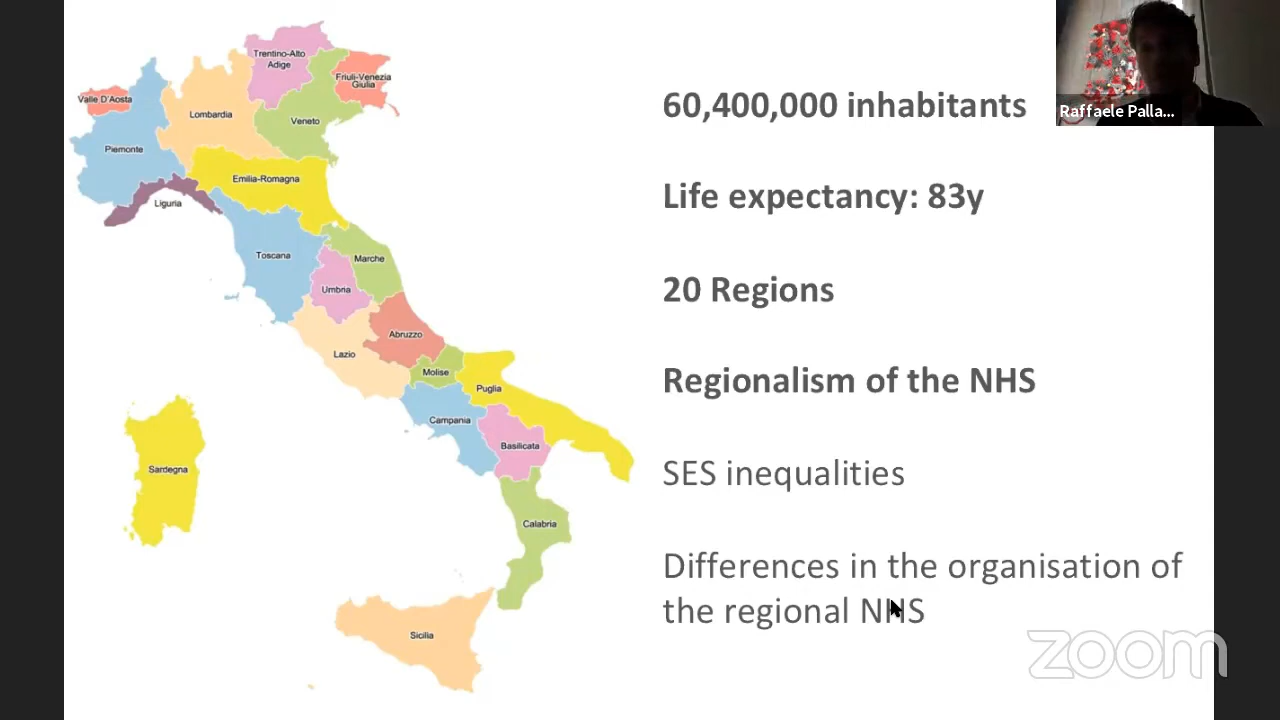 Trentino-Alto
Adige
Friuli-Venezia
Giulia
Valle D'Aosta
Lombardia
Veneto
Piemonte
Emilia-Romagna
Liguria
Toscana
Marche
Umbria
Abruzzo
Lazio
Molise
Puglia
Campania
Basilicata
Sardegna
Calabria
Sicilia
60,400,000 inhabitants
Life expectancy: 83y
20 Regions
Regionalism of the NHS
SES inequalities
Differences in the organisation of
the regional NHS
Raffaele Palla...
zoom